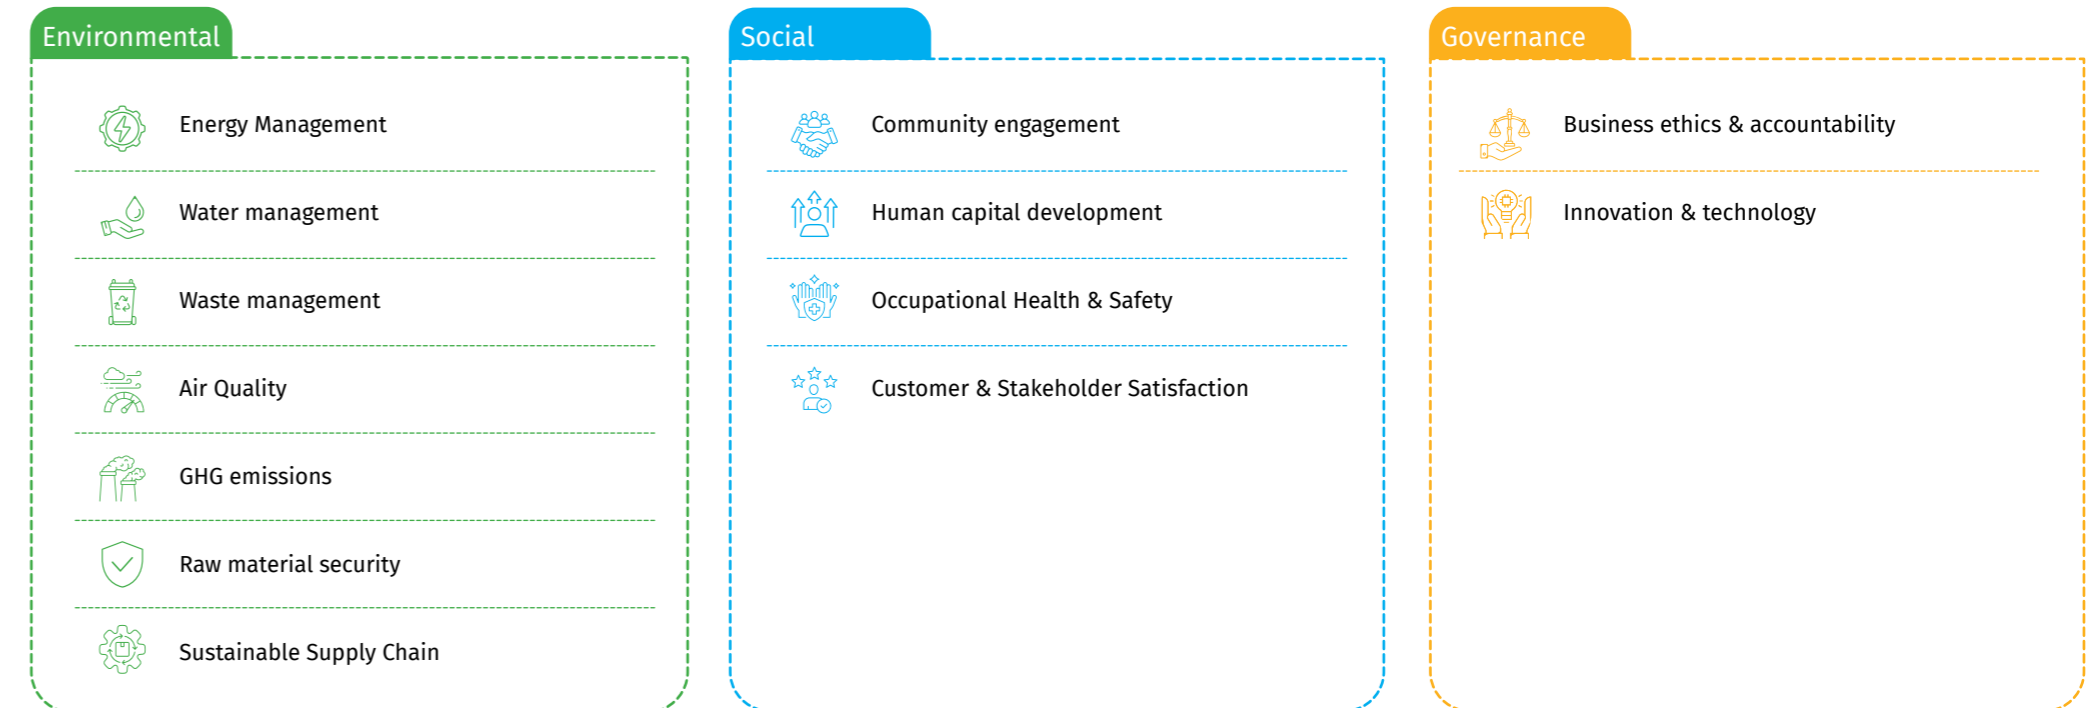 Environmental
Energy Management
Water management
Waste management
Air Quality
GHG emissions
Raw material security
Sustainable Supply Chain
Social
Community engagement
Human capital development
Occupational Health & Safety
Customer & Stakeholder Satisfaction
Governance
Business ethics & accountability
Innovation & technology